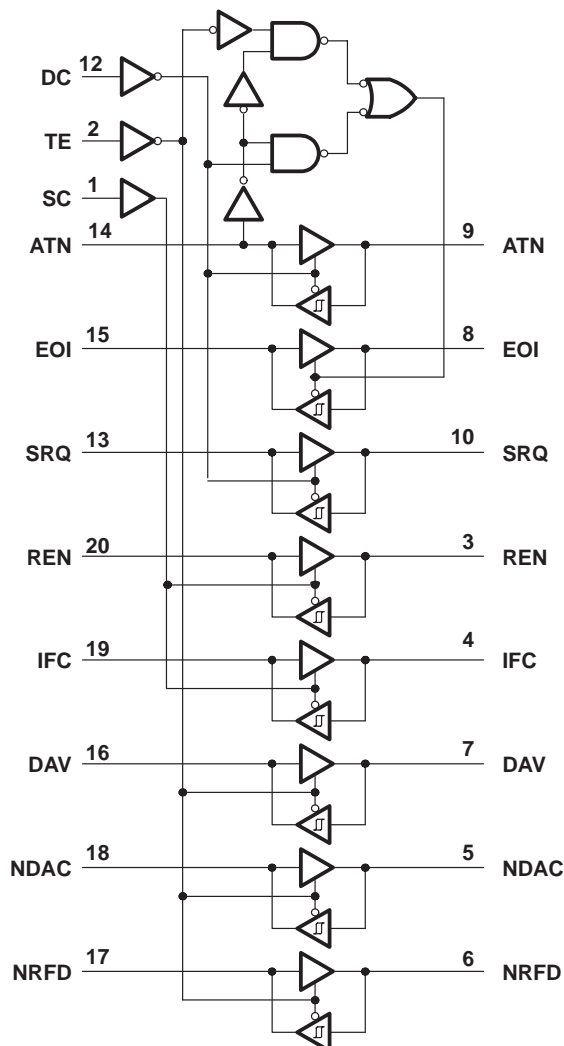 DC 12
TE 2
SC 1
ATN 14 9 ATN
EOI 15 8 EOI
SRQ 13 10 SRQ
REN 20 3 REN
IFC 19 4 IFC
DAV 16 7 DAV
NDAC 18 5 NDAC
NRFD 17 6 NRFD